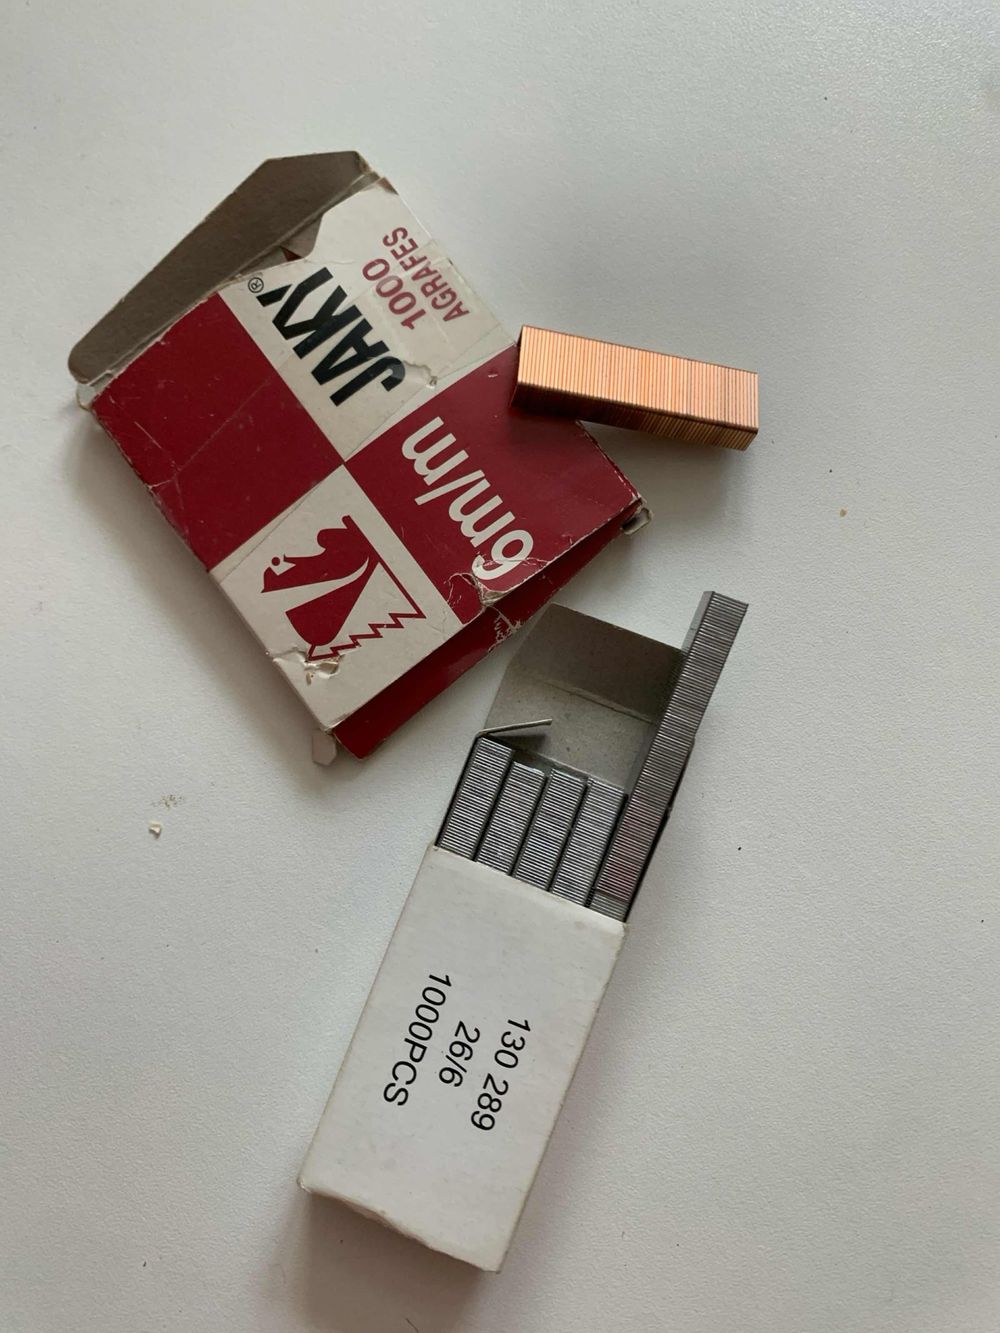 JAKY®
1000
AGRAFES
6m/m
130 289
26/6
1000PCS